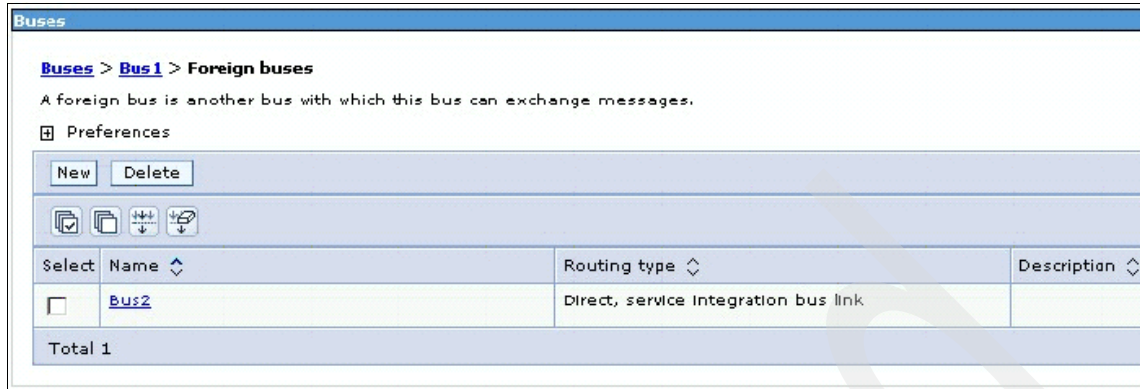 Buses
Buses > Bus1 > Foreign buses
A foreign bus is another bus with which this bus can exchange messages.
Preferences
New Delete
Select Name Routing type Description
Bus2 Direct, service integration bus link
Total 1